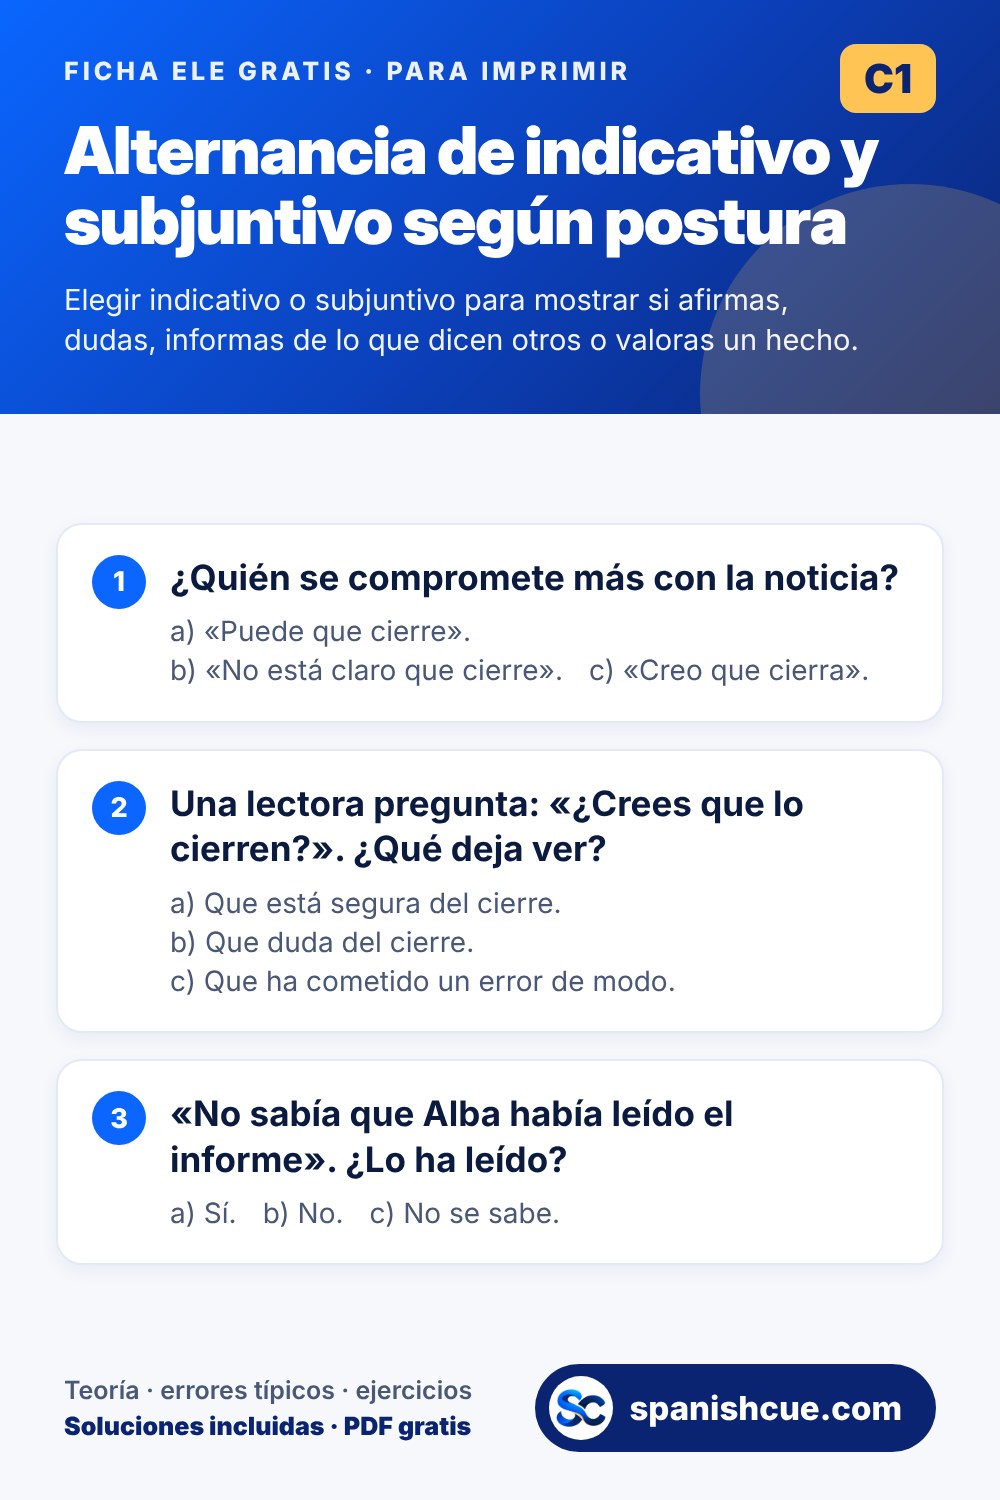 FICHA ELE GRATIS · PARA IMPRIMIR
C1
Alternancia de indicativo y
subjuntivo según postura
Elegir indicativo o subjuntivo para mostrar si afirmas,
dudas, informas de lo que dicen otros o valoras un hecho.
1
¿Quién se compromete más con la noticia?
a) «Puede que cierre».
b) «No está claro que cierre». c) «Creo que cierra».
2
Una lectora pregunta: «¿Crees que lo
cierren?». ¿Qué deja ver?
a) Que está segura del cierre.
b) Que duda del cierre.
c) Que ha cometido un error de modo.
3
«No sabía que Alba había leído el
informe». ¿Lo ha leído?
a) Sí. b) No. c) No se sabe.
Teoría · errores típicos · ejercicios
Soluciones incluidas · PDF gratis
SC spanishcue.com